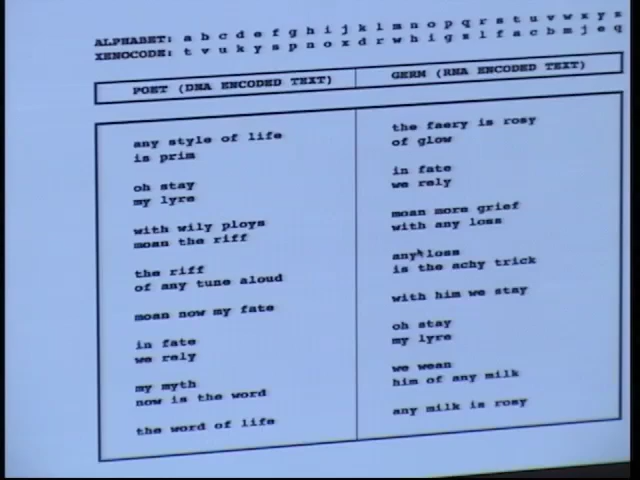 ALPHABET: a b c d e f g h i j k l m n o p q r s t u v w x y z
XENOCODE: t v u k y s p n o x d r w h i g z l f a c b m j e q
POET (DNA ENCODED TEXT)
any style of life
is prim
oh stay
my lyre
with wily ploys
moan the riff
the riff
of any tune aloud
moan now my fate
in fate
we rely
my myth
now is the word
the word of life
GERM (RNA ENCODED TEXT)
the faery is rosy
of glow
in fate
we rely
moan more grief
with any loss
any loss
is the achy trick
with him we stay
oh stay
my lyre
we wean
him of any milk
any milk is rosy